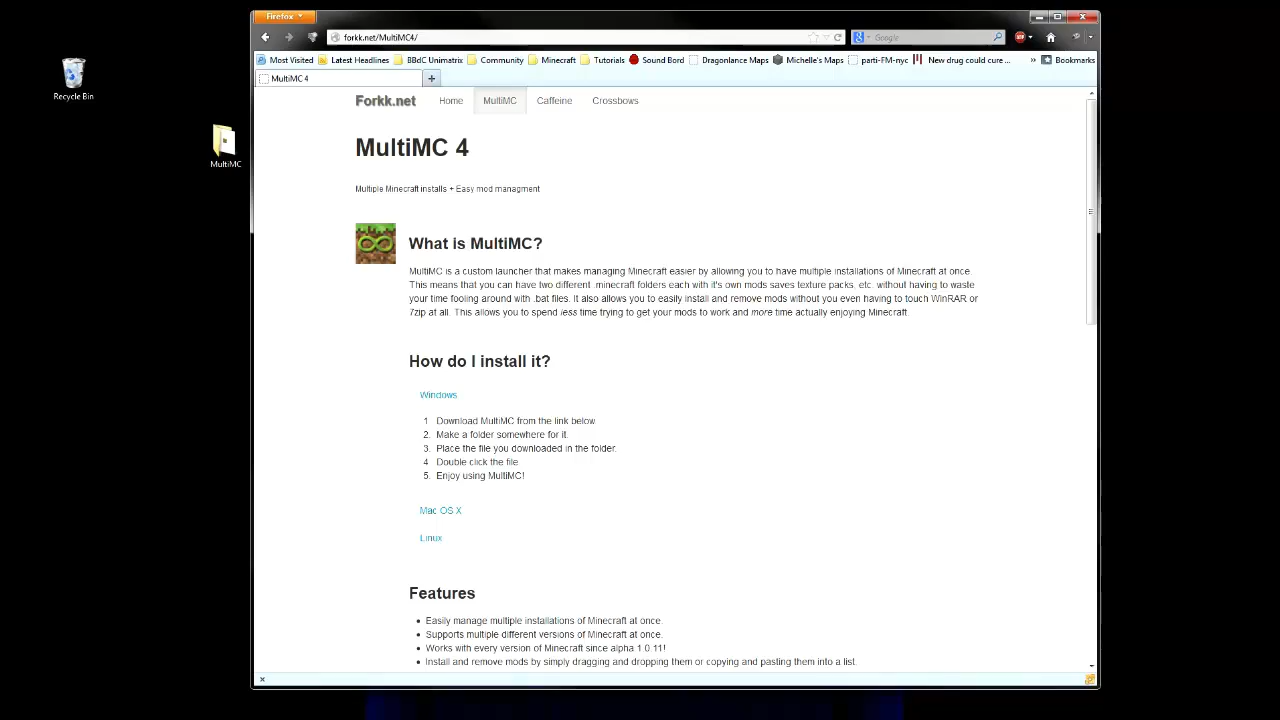 Firefox
forkk.net/MultiMC4/
Google
Most Visited
Latest Headlines
BBdC Unimatrix
Community
Minecraft
Tutorials
Sound Bord
Dragonlance Maps
Michelle's Maps
parti-FM-nyc
New drug could cure ...
»
Bookmarks
MultiMC 4
Recycle Bin
MultiMC
Forkk.net
Home
MultiMC
Caffeine
Crossbows
MultiMC 4
Multiple Minecraft installs + Easy mod managment
What is MultiMC?
MultiMC is a custom launcher that makes managing Minecraft easier by allowing you to have multiple installations of Minecraft at once.
This means that you can have two different .minecraft folders each with it's own mods saves texture packs, etc. without having to waste
your time fooling around with .bat files. It also allows you to easily install and remove mods without you even having to touch WinRAR or
7zip at all. This allows you to spend less time trying to get your mods to work and more time actually enjoying Minecraft.
How do I install it?
Windows
1 Download MultiMC from the link below
2. Make a folder somewhere for it.
3. Place the file you downloaded in the folder.
4 Double click the file
5. Enjoy using MultiMC!
Mac OS X
Linux
Features
• Easily manage multiple installations of Minecraft at once.
• Supports multiple different versions of Minecraft at once.
• Works with every version of Minecraft since alpha 1.0.11!
• Install and remove mods by simply dragging and dropping them or copying and pasting them into a list.